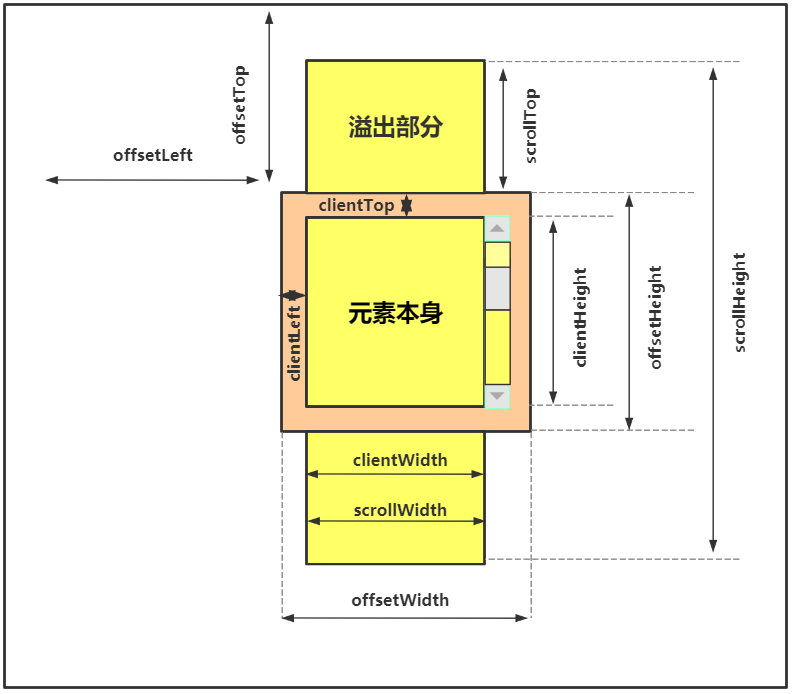 offsetTop
溢出部分
scrollTop
offsetLeft
clientTop
clientLeft
元素本身
clientHeight
offsetHeight
scrollHeight
clientWidth
scrollWidth
offsetWidth